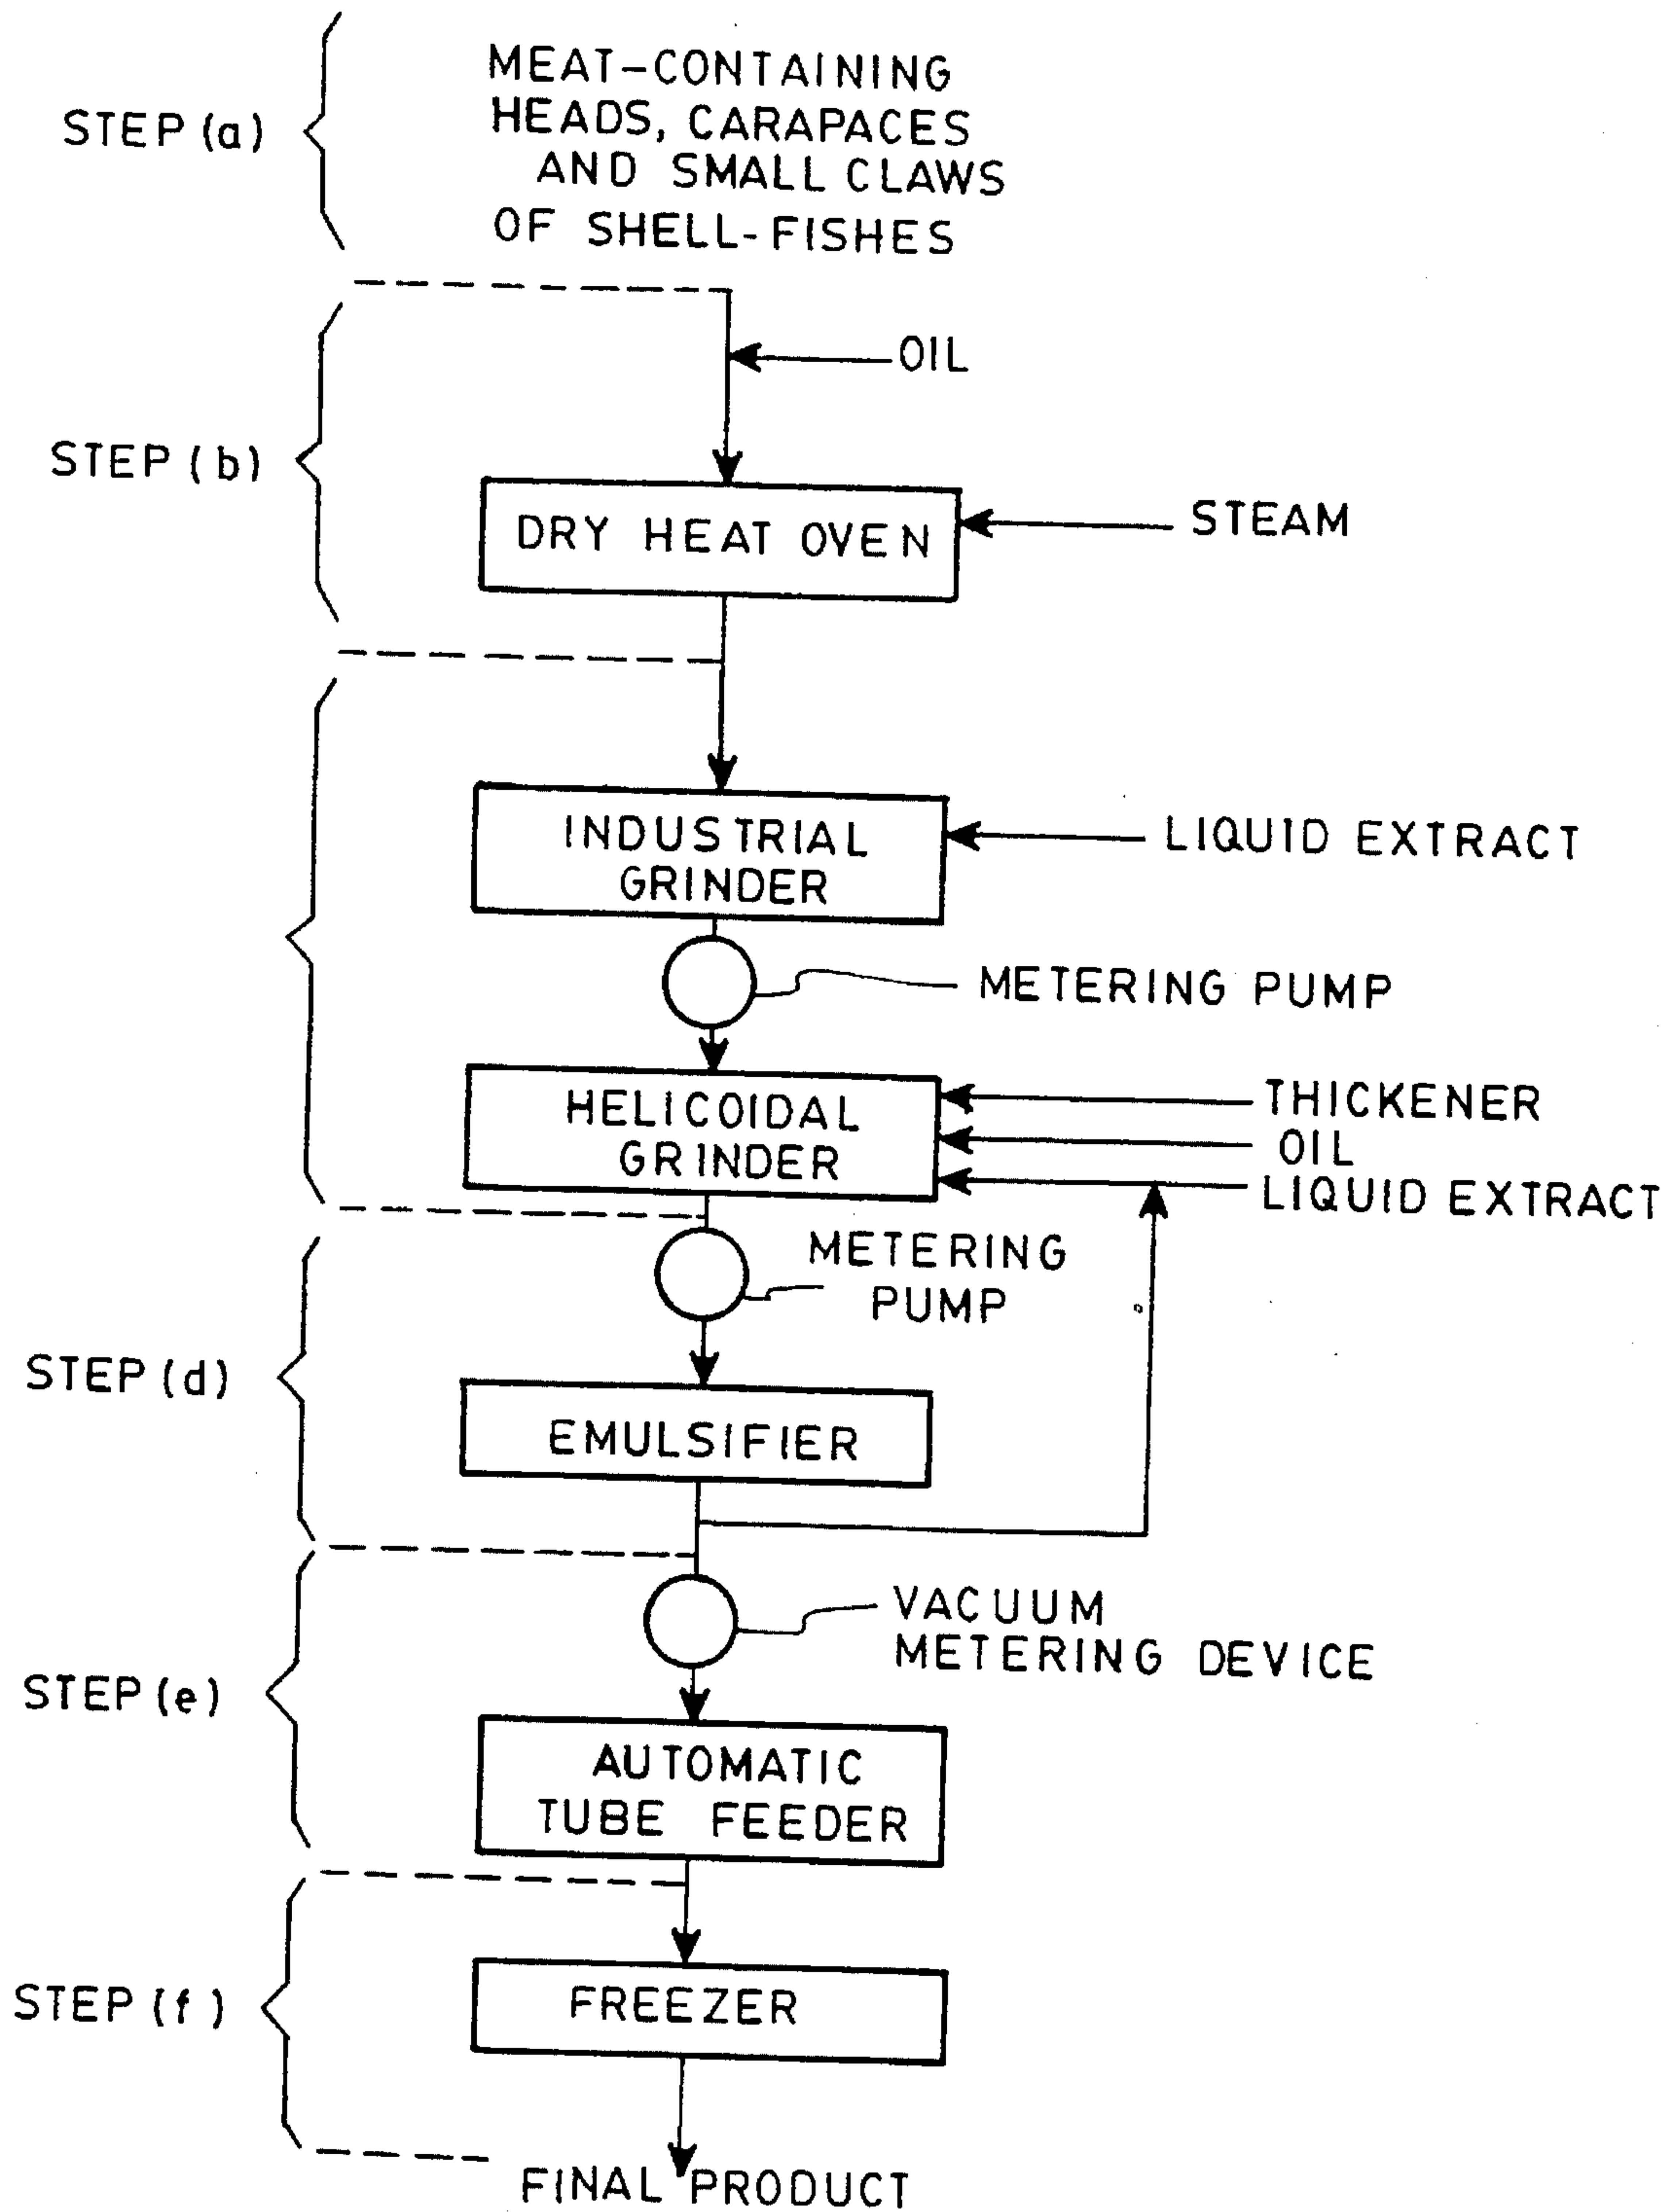 MEAT-CONTAINING
HEADS, CARAPACES
AND SMALL CLAWS
OF SHELL-FISHES
STEP (a)
OIL
STEP (b)
DRY HEAT OVEN
STEAM
INDUSTRIAL
GRINDER
LIQUID EXTRACT
METERING PUMP
HELICOIDAL
GRINDER
THICKENER
OIL
LIQUID EXTRACT
METERING
PUMP
STEP (d)
EMULSIFIER
VACUUM
METERING DEVICE
STEP (e)
AUTOMATIC
TUBE FEEDER
STEP (f)
FREEZER
FINAL PRODUCT